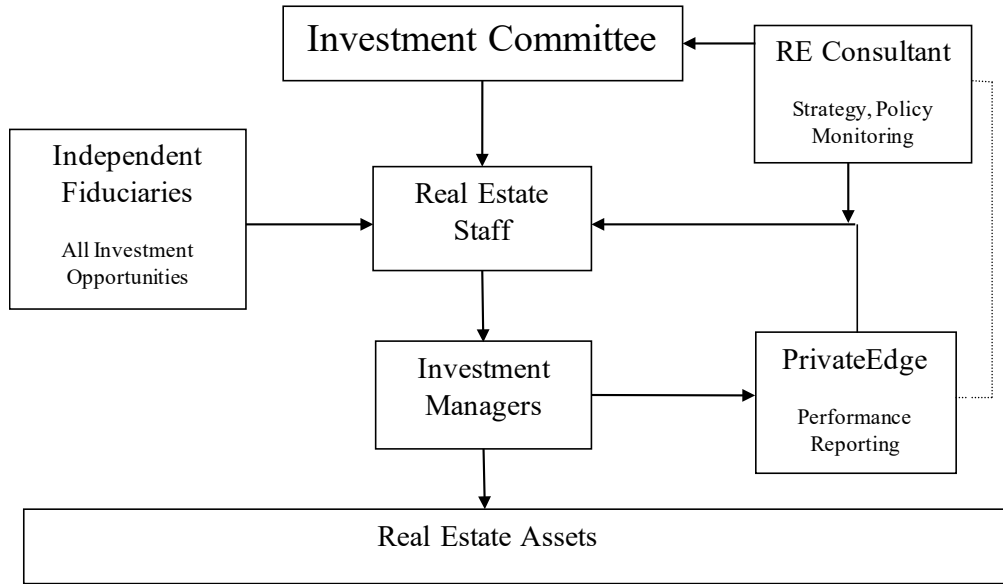 Investment Committee
RE Consultant
Strategy, Policy
Monitoring
Independent
Fiduciaries
All Investment
Opportunities
Real Estate
Staff
Investment
Managers
PrivateEdge
Performance
Reporting
Real Estate Assets